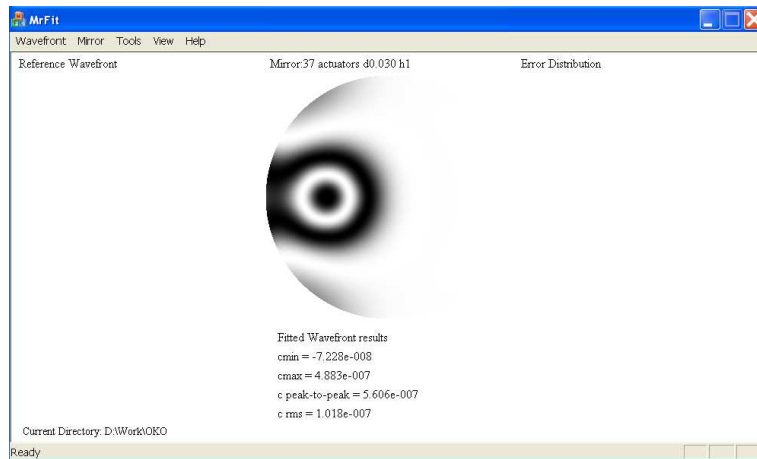 MrFit
Wavefront Mirror Tools View Help
Reference Wavefront
Mirror:37 actuators d0.030 h1
Error Distribution
Fitted Wavefront results
cmin = -7.228e-008
cmax = 4.883e-007
c peak-to-peak = 5.606e-007
c rms = 1.018e-007
Current Directory: D:\Work\OKO
Ready